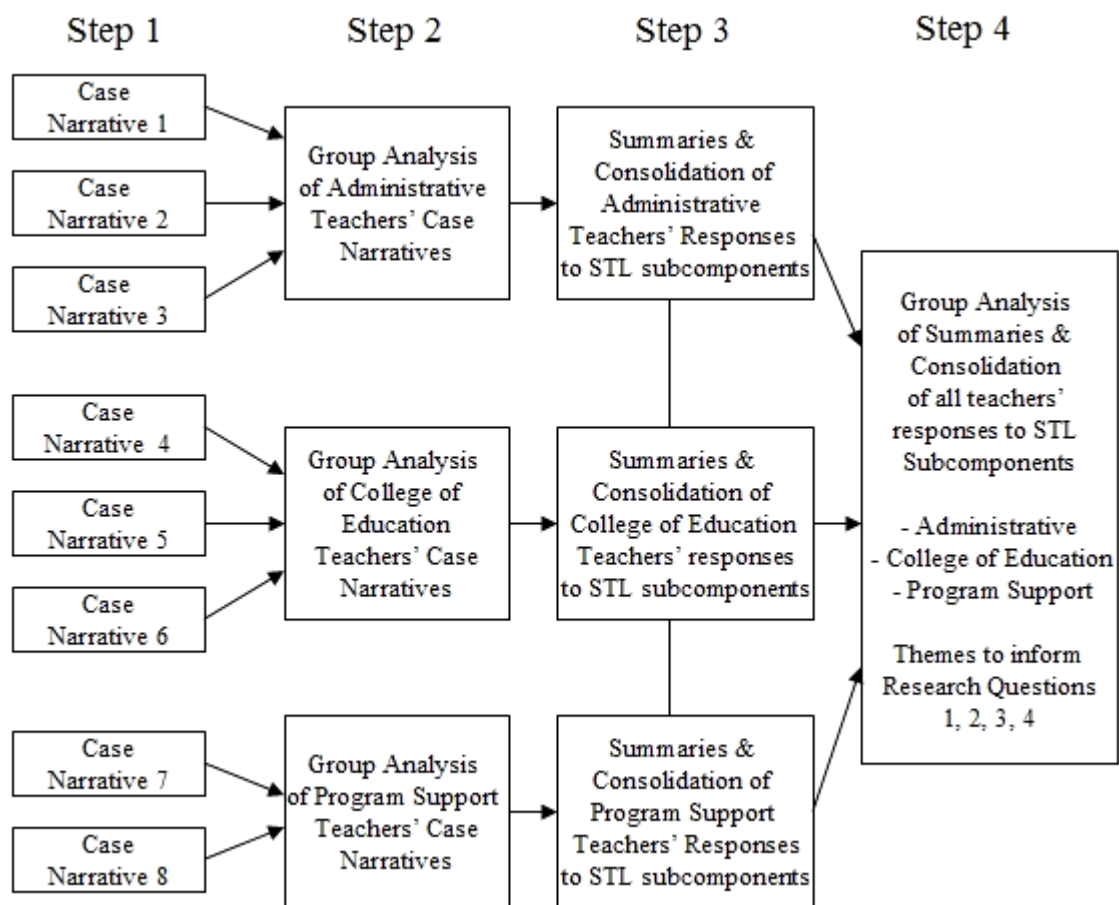 Step 1
Step 2
Step 3
Step 4
Case
Narrative 1
Case
Narrative 2
Case
Narrative 3
Case
Narrative 4
Case
Narrative 5
Case
Narrative 6
Case
Narrative 7
Case
Narrative 8
Group Analysis
of Administrative
Teachers’ Case
Narratives
Group Analysis
of College of
Education
Teachers’ Case
Narratives
Group Analysis
of Program Support
Teachers’ Case
Narratives
Summaries &
Consolidation of
Administrative
Teachers’ Responses
to STL subcomponents
Summaries &
Consolidation of
College of Education
Teachers’ responses
to STL subcomponents
Summaries &
Consolidation of
Program Support
Teachers’ Responses
to STL subcomponents
Group Analysis
of Summaries &
Consolidation
of all teachers’
responses to STL
Subcomponents
- Administrative
- College of Education
- Program Support
Themes to inform
Research Questions
1, 2, 3, 4